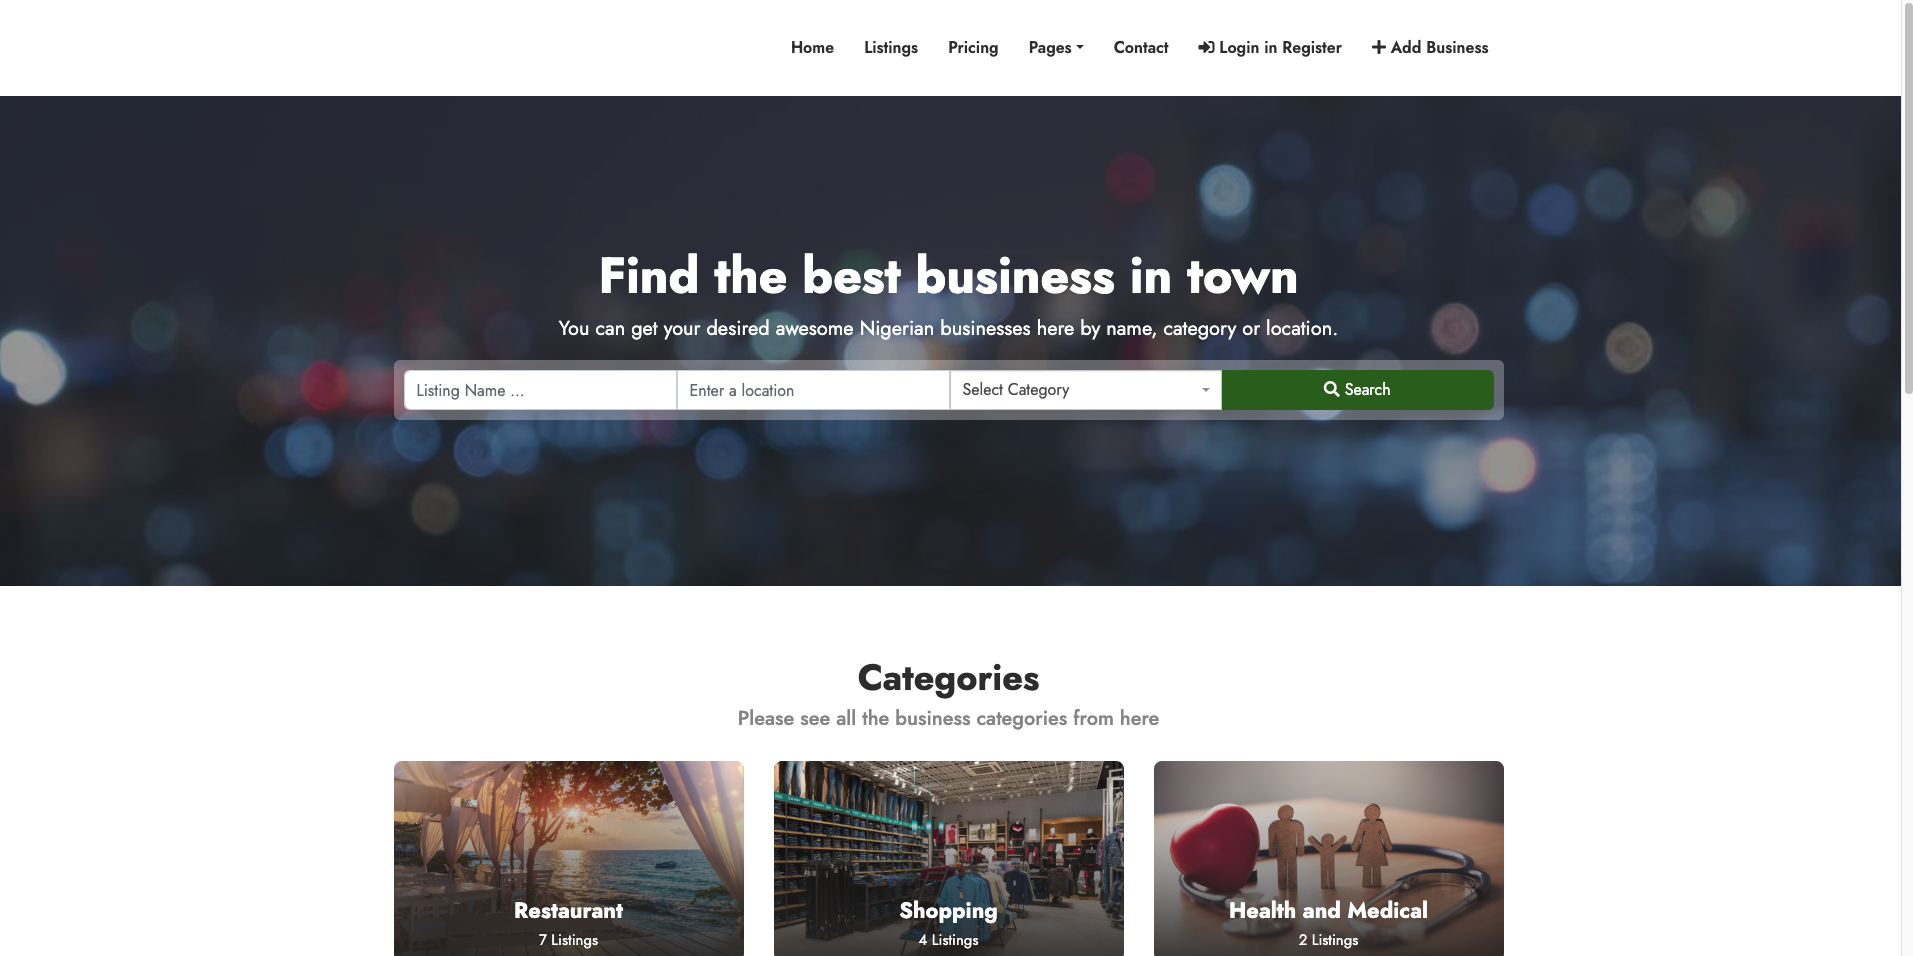 Home Listings Pricing Pages Contact Login in Register Add Business
Find the best business in town
You can get your desired awesome Nigerian businesses here by name, category or location.
Listing Name ... Enter a location Select Category Search
Categories
Please see all the business categories from here
Restaurant
7 Listings
Shopping
4 Listings
Health and Medical
2 Listings